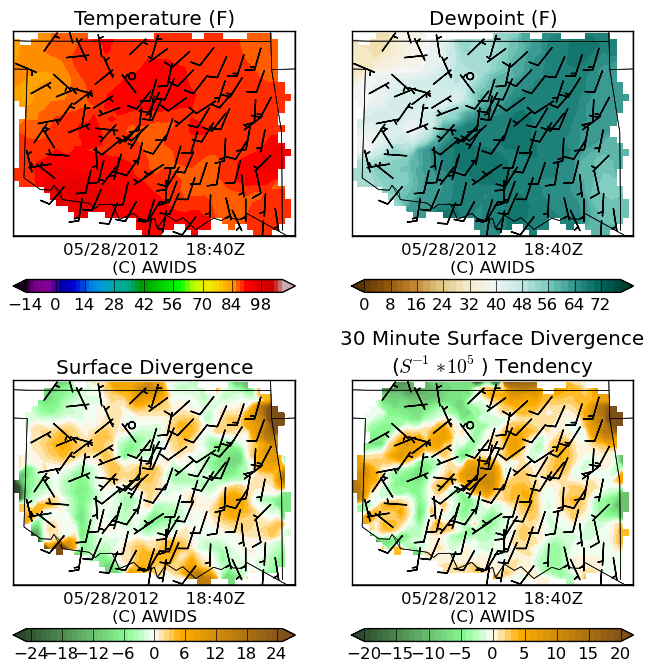 Temperature (F)
Dewpoint (F)
05/28/2012 18:40Z
(C) AWIDS
−14 0 14 28 42 56 70 84 98
05/28/2012 18:40Z
(C) AWIDS
0 8 16 24 32 40 48 56 64 72
Surface Divergence
30 Minute Surface Divergence
(S⁻¹ *10⁵ ) Tendency
05/28/2012 18:40Z
(C) AWIDS
−24 −18 −12 −6 0 6 12 18 24
05/28/2012 18:40Z
(C) AWIDS
−20 −15 −10 −5 0 5 10 15 20